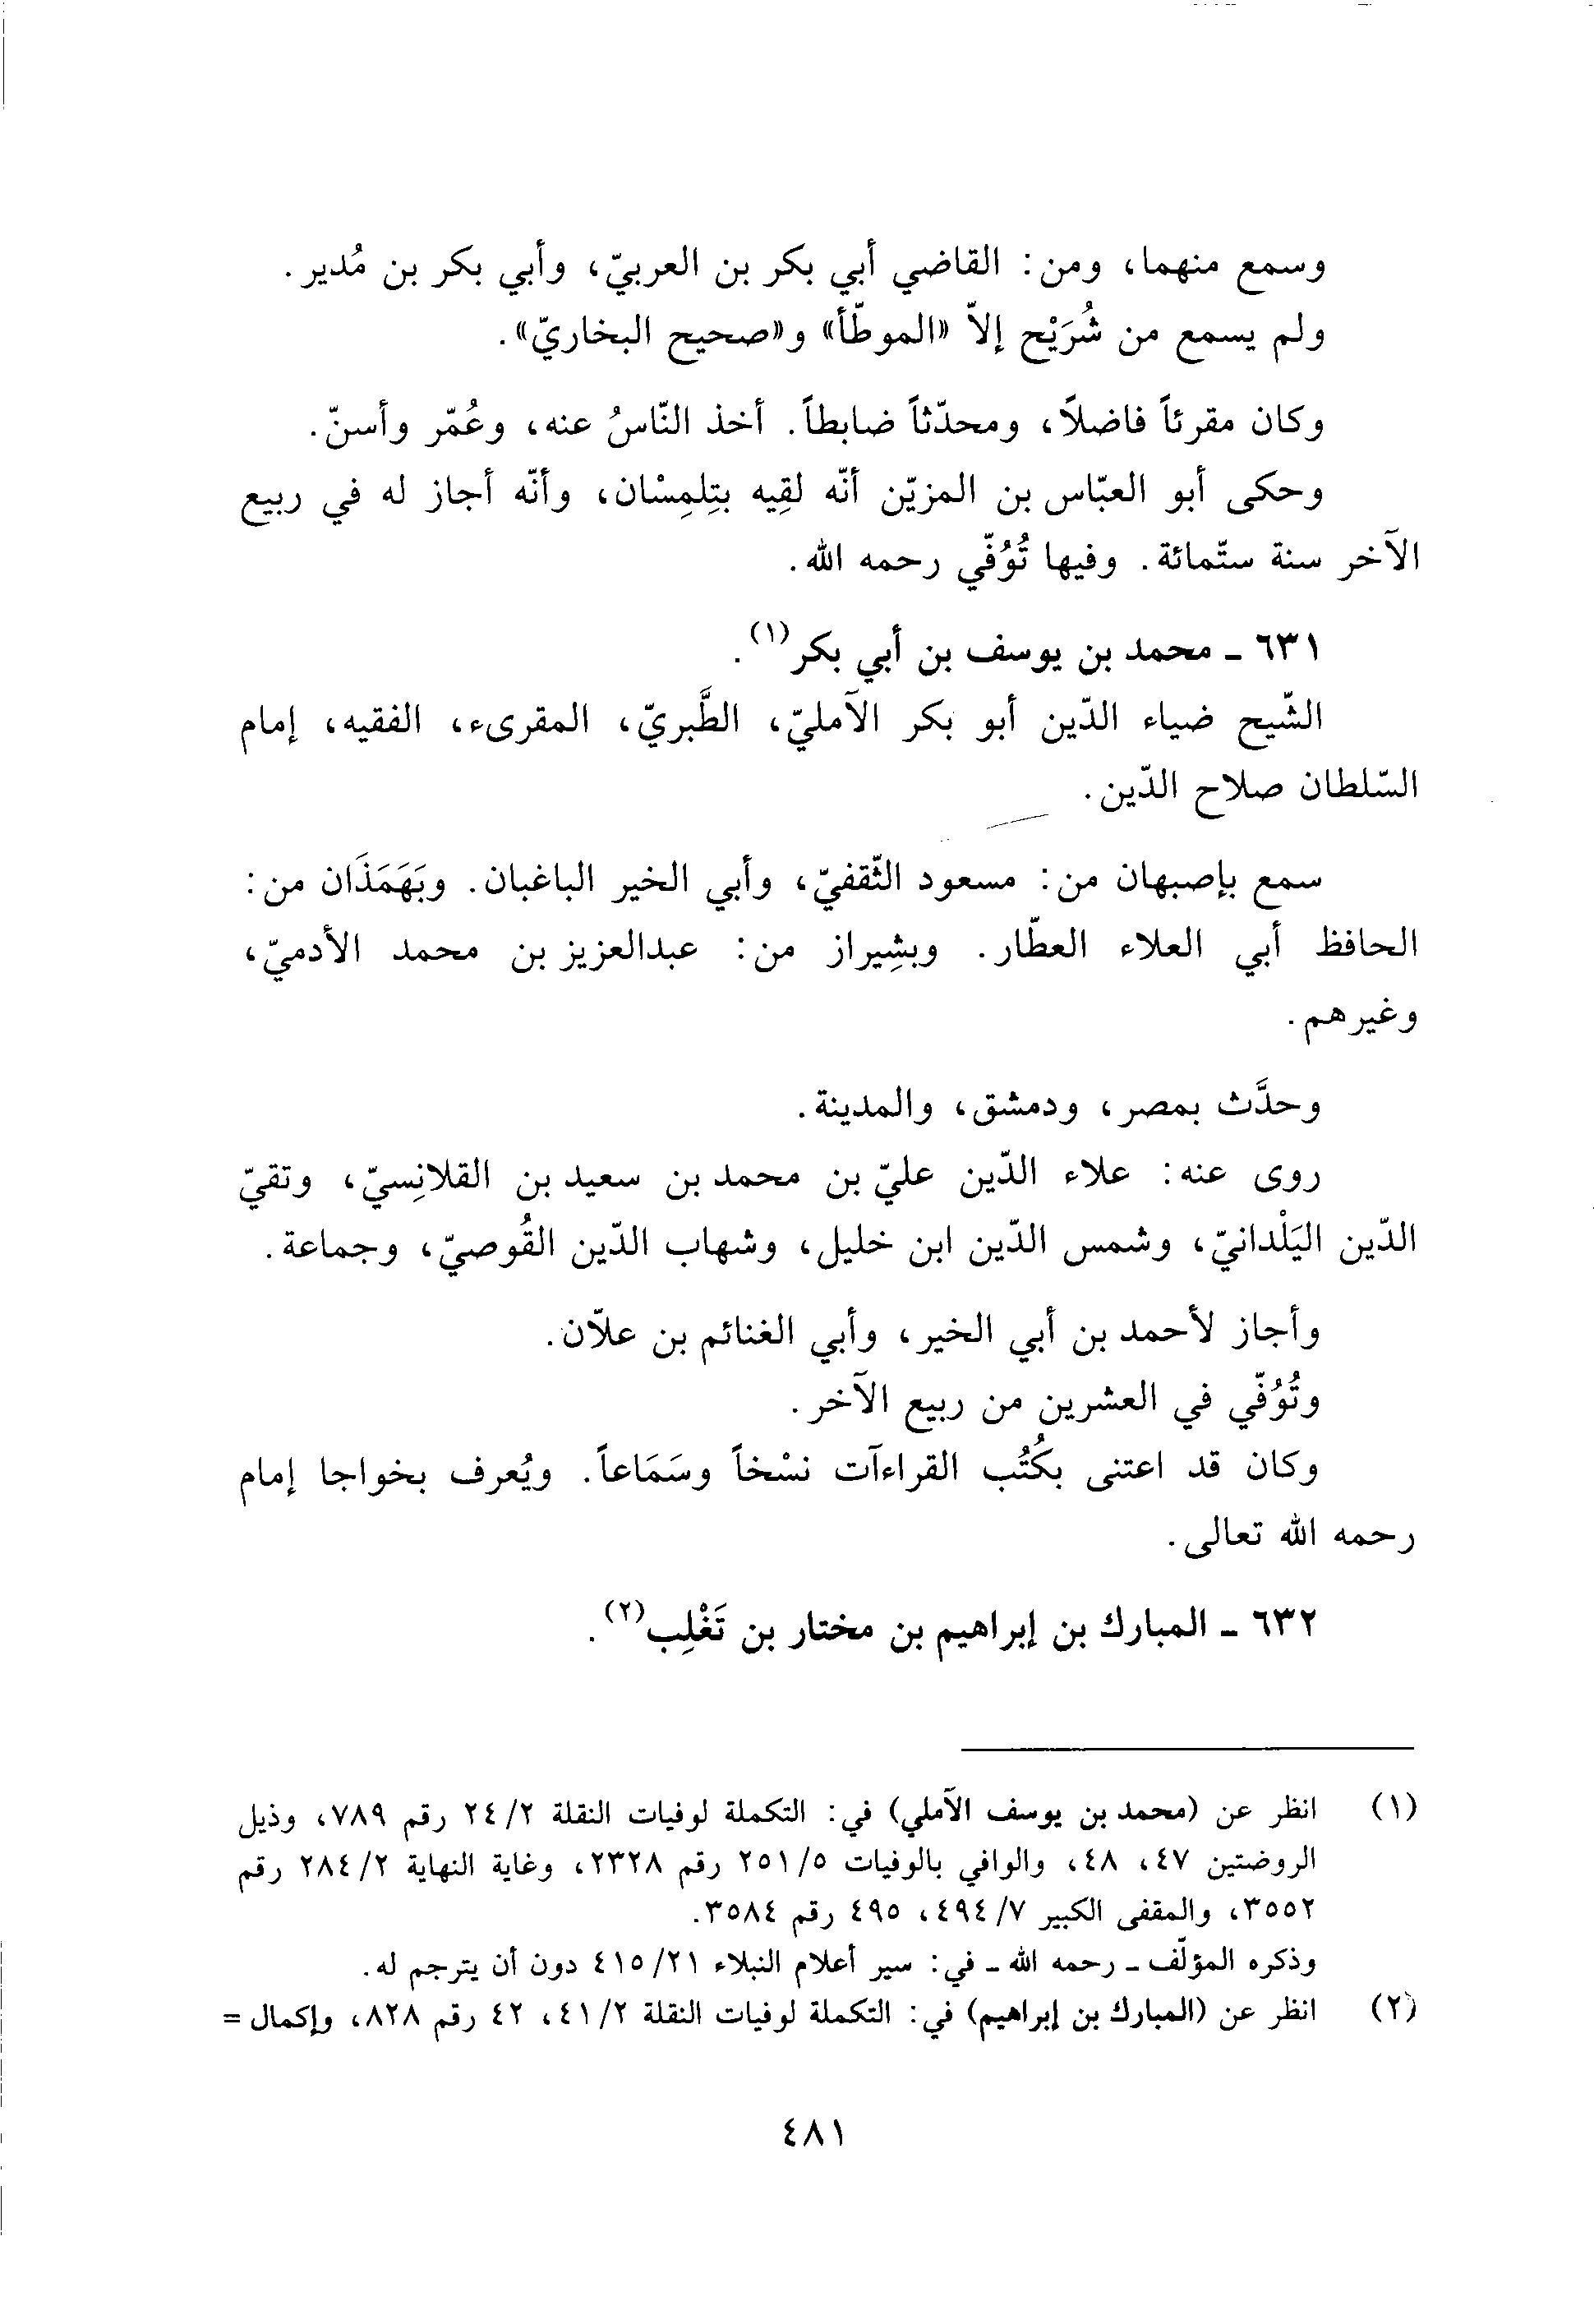 وسمع منهما، ومن: القاضي أبي بكر بن العربيّ، وأبي بكر بن مُدير.
ولم يسمع من شُرَيْح إلاّ «الموطّأ» و«صحيح البخاريّ».
وكان مقرئاً فاضلاً، ومحدّثاً ضابطاً. أخذ النّاسُ عنه، وعُمّر وأسنّ.
وحكى أبو العبّاس بن المزيّن أنّه لقِيه بتِلِمِسْان، وأنّه أجاز له في ربيع
الآخر سنة ستّمائة. وفيها تُوُفّي رحمه الله.
٦٣١ ـ محمد بن يوسف بن أبي بكر(١).
الشّيح ضياء الدّين أبو بكر الآمليّ، الطَّبريّ، المقرىء، الفقيه، إمام
السّلطان صلاح الدّين.
سمع بإصبهان من: مسعود الثّقفيّ، وأبي الخير الباغبان. وبَهَمَذَان من:
الحافظ أبي العلاء العطّار. وبشِيراز من: عبدالعزيز بن محمد الأدميّ،
وغيرهم.
وحدَّث بمصر، ودمشق، والمدينة.
روى عنه: علاء الدّين عليّ بن محمد بن سعيد بن القلانِسيّ، وتقيّ
الدّين اليَلْدانيّ، وشمس الدّين ابن خليل، وشهاب الدّين القُوصيّ، وجماعة.
وأجاز لأحمد بن أبي الخير، وأبي الغنائم بن علاّن.
وتُوُفّي في العشرين من ربيع الآخر.
وكان قد اعتنى بكُتُب القراءآت نسْخاً وسَمَاعاً. ويُعرف بخواجا إمام
رحمه الله تعالى.
٦٣٢ ـ المبارك بن إبراهيم بن مختار بن تَغْلِب(٢).
(١) انظر عن (محمد بن يوسف الآملي) في: التكملة لوفيات النقلة ٢/ ٢٤ رقم ٧٨٩، وذيل
الروضتين ٤٧، ٤٨، والوافي بالوفيات ٥/ ٢٥١ رقم ٢٣٢٨، وغاية النهاية ٢/ ٢٨٤ رقم
٣٥٥٢، والمقفى الكبير ٧/ ٤٩٤، ٤٩٥ رقم ٣٥٨٤.
وذكره المؤلّف ـ رحمه الله ـ في: سير أعلام النبلاء ٢١/ ٤١٥ دون أن يترجم له.
(٢) انظر عن (المبارك بن إبراهيم) في: التكملة لوفيات النقلة ٢/ ٤١، ٤٢ رقم ٨٢٨، وإكمال =
٤٨١